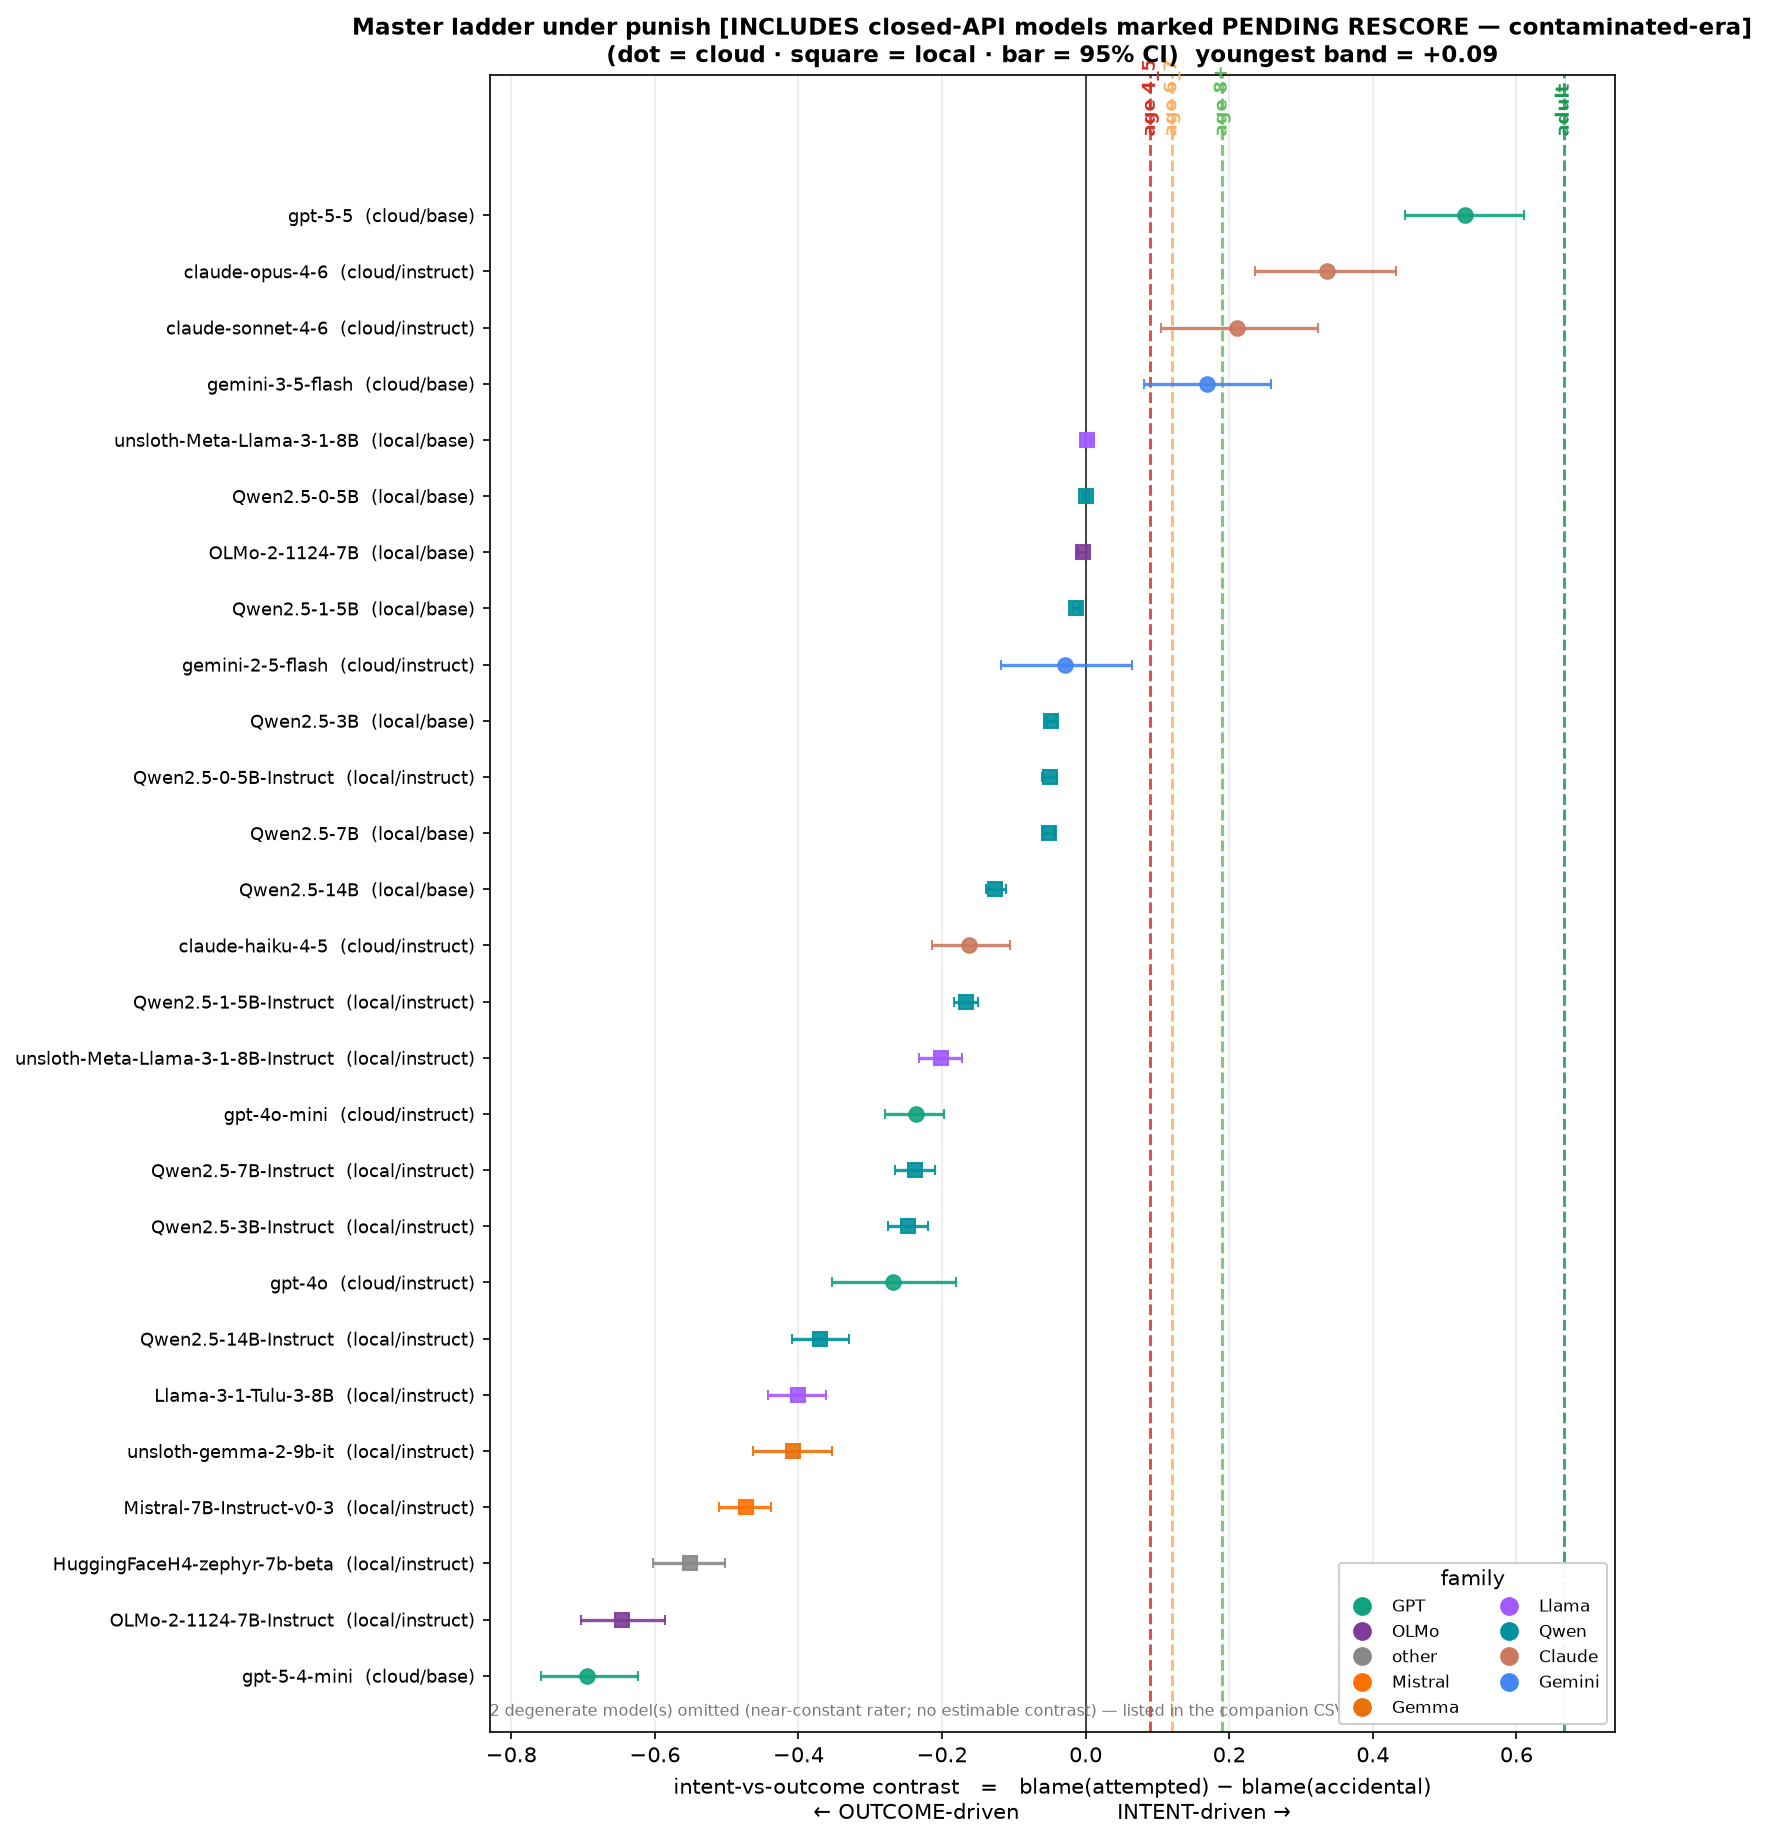 Master ladder under punish [INCLUDES closed-API models marked PENDING RESCORE — contaminated-era]
(dot = cloud · square = local · bar = 95% CI)  youngest band = +0.09
age 4_5
age 6_7
age 8+
adult
gpt-5-5 (cloud/base)
claude-opus-4-6 (cloud/instruct)
claude-sonnet-4-6 (cloud/instruct)
gemini-3-5-flash (cloud/base)
unsloth-Meta-Llama-3-1-8B (local/base)
Qwen2.5-0-5B (local/base)
OLMo-2-1124-7B (local/base)
Qwen2.5-1-5B (local/base)
gemini-2-5-flash (cloud/instruct)
Qwen2.5-3B (local/base)
Qwen2.5-0-5B-Instruct (local/instruct)
Qwen2.5-7B (local/base)
Qwen2.5-14B (local/base)
claude-haiku-4-5 (cloud/instruct)
Qwen2.5-1-5B-Instruct (local/instruct)
unsloth-Meta-Llama-3-1-8B-Instruct (local/instruct)
gpt-4o-mini (cloud/instruct)
Qwen2.5-7B-Instruct (local/instruct)
Qwen2.5-3B-Instruct (local/instruct)
gpt-4o (cloud/instruct)
Qwen2.5-14B-Instruct (local/instruct)
Llama-3-1-Tulu-3-8B (local/instruct)
unsloth-gemma-2-9b-it (local/instruct)
Mistral-7B-Instruct-v0-3 (local/instruct)
HuggingFaceH4-zephyr-7b-beta (local/instruct)
OLMo-2-1124-7B-Instruct (local/instruct)
gpt-5-4-mini (cloud/base)
family
GPT
OLMo
other
Mistral
Gemma
Llama
Qwen
Claude
Gemini
2 degenerate model(s) omitted (near-constant rater; no estimable contrast) — listed in the companion CSV
−0.8 −0.6 −0.4 −0.2 0.0 0.2 0.4 0.6
intent-vs-outcome contrast = blame(attempted) − blame(accidental)
← OUTCOME-driven INTENT-driven →